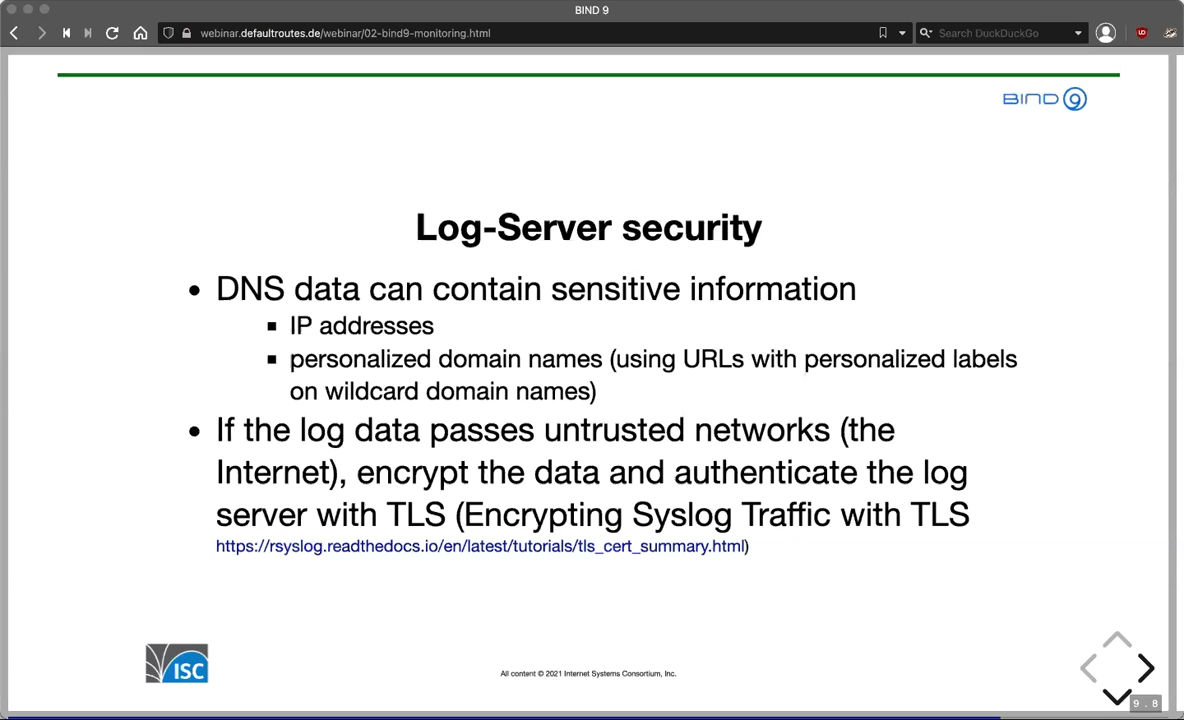 BIND 9
webinar.defaultroutes.de/webinar/02-bind9-monitoring.html
Search DuckDuckGo
BIND 9
Log-Server security
• DNS data can contain sensitive information
▪ IP addresses
▪ personalized domain names (using URLs with personalized labels
on wildcard domain names)
• If the log data passes untrusted networks (the
Internet), encrypt the data and authenticate the log
server with TLS (Encrypting Syslog Traffic with TLS
https://rsyslog.readthedocs.io/en/latest/tutorials/tls_cert_summary.html)
ISC
All content © 2021 Internet Systems Consortium, Inc.
9 . 8